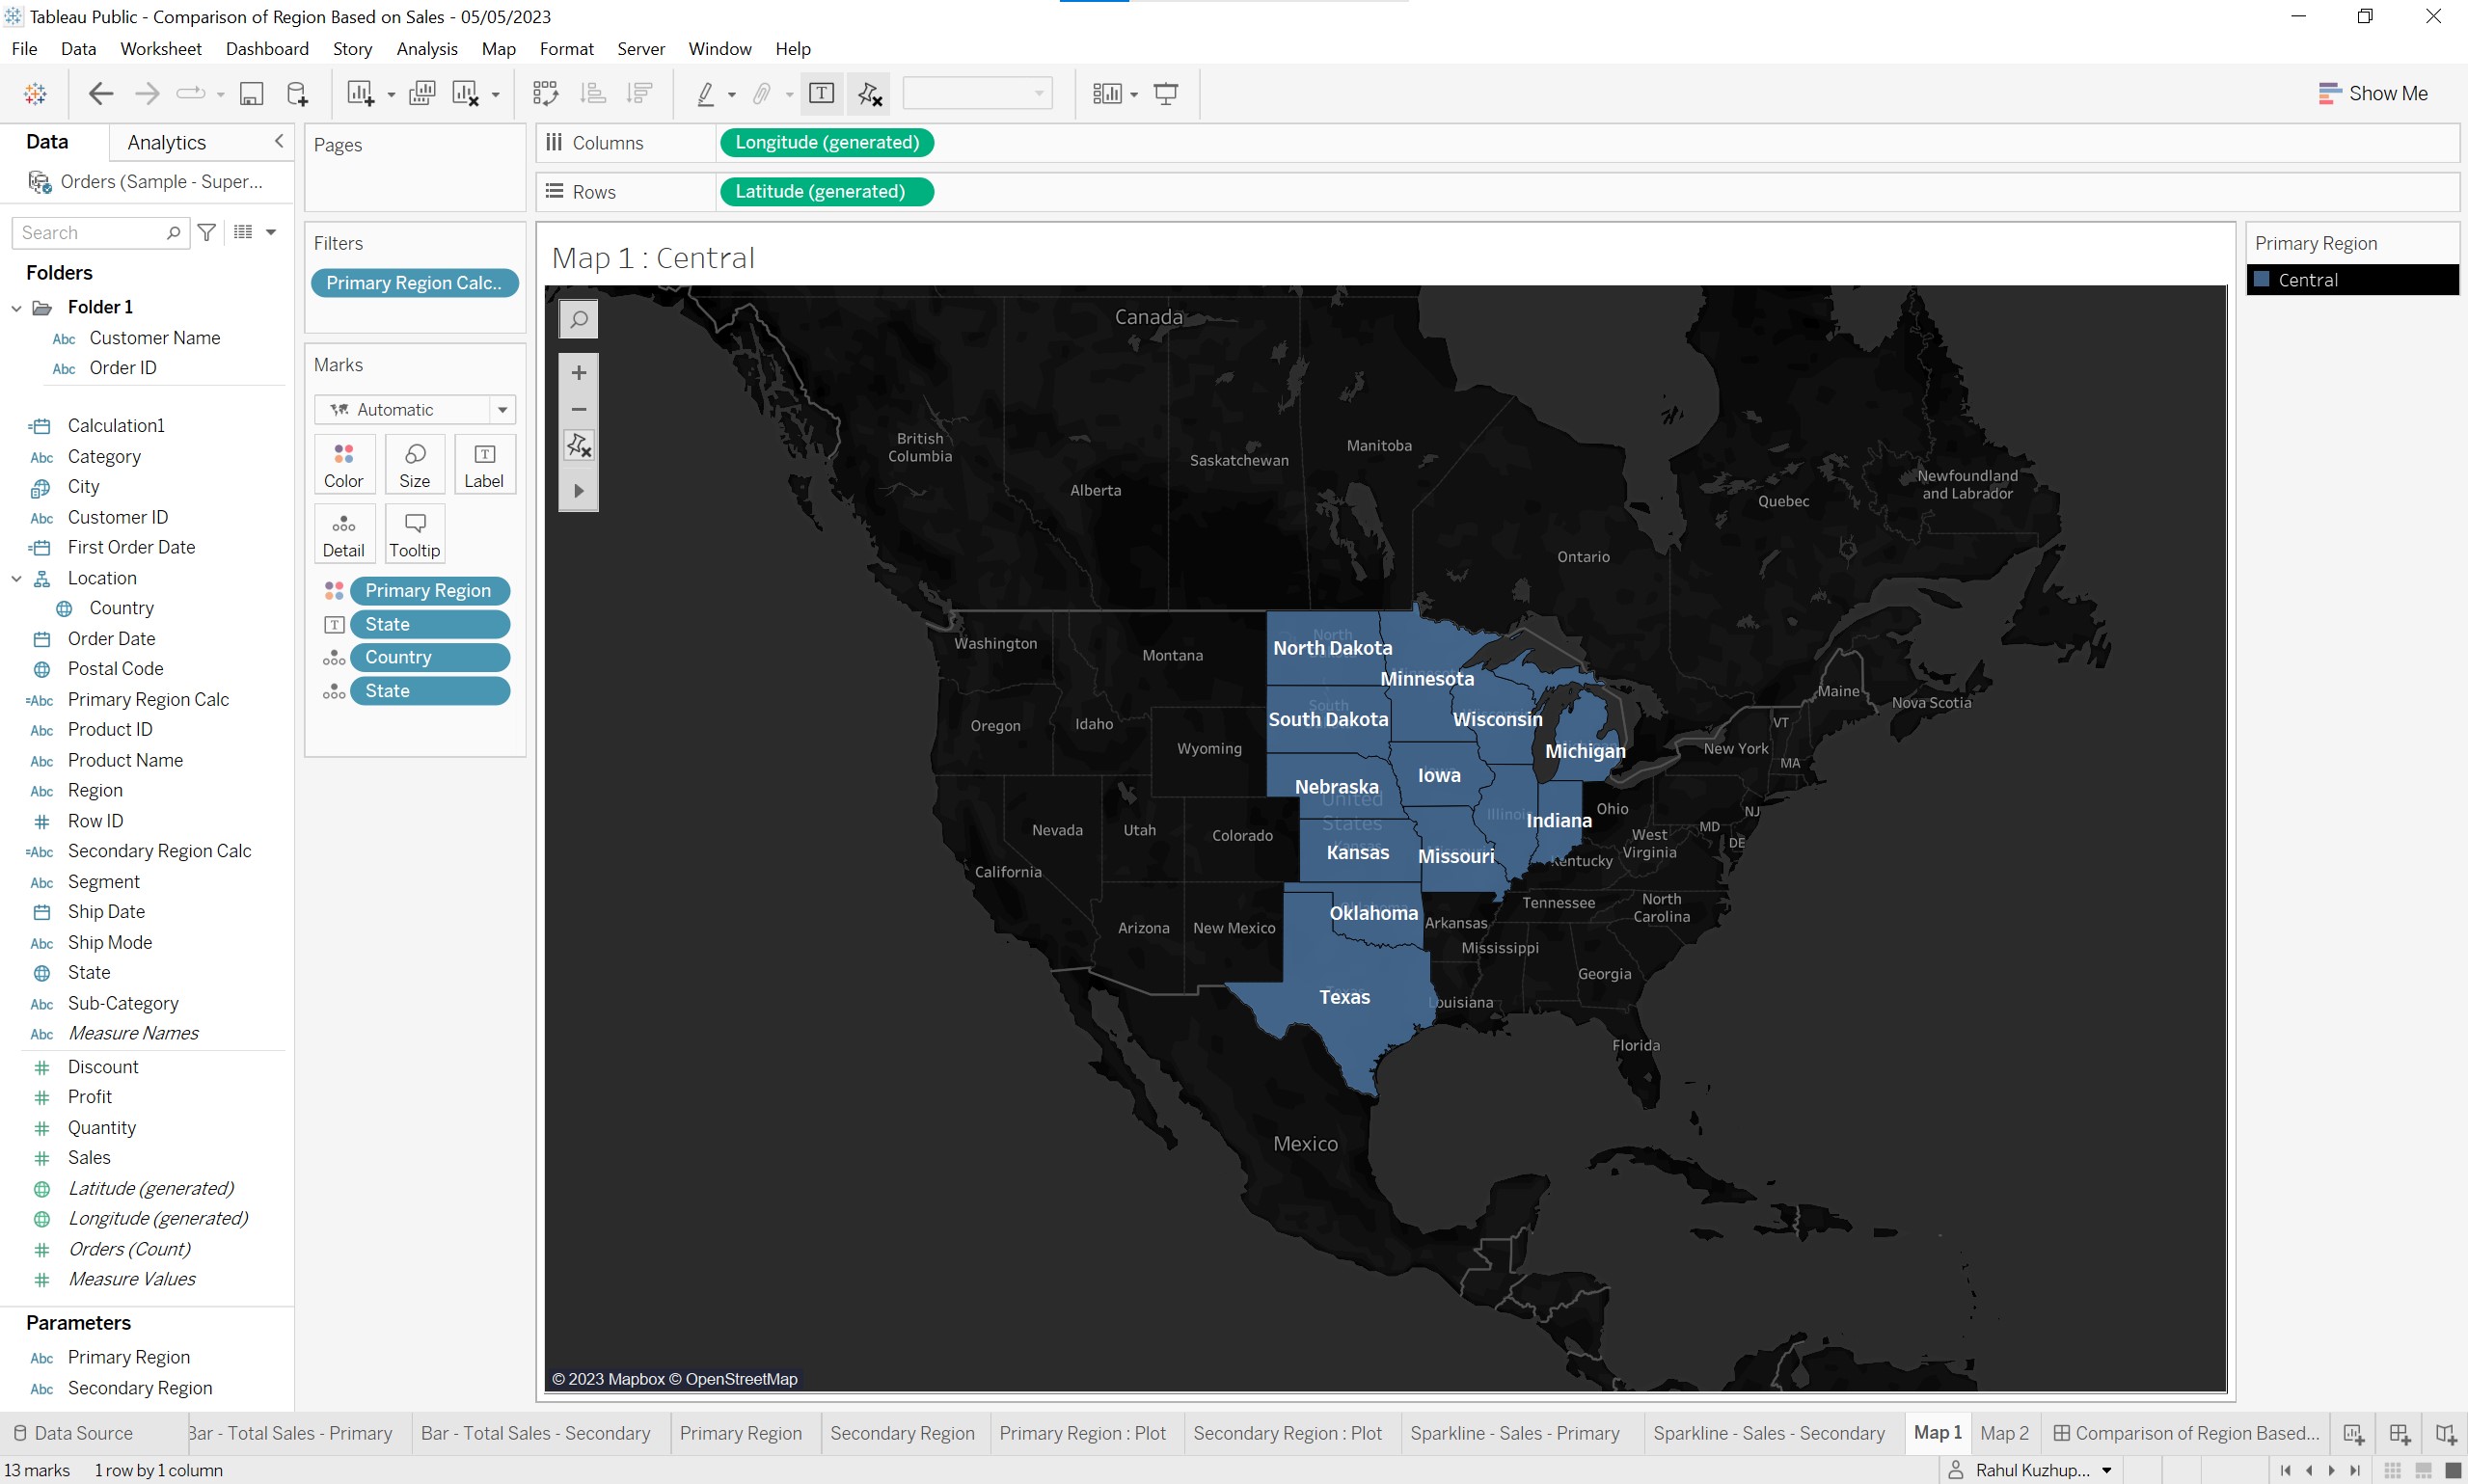 Tableau Public - Comparison of Region Based on Sales - 05/05/2023
File Data Worksheet Dashboard Story Analysis Map Format Server Window Help
Show Me
Data Analytics
Orders (Sample - Super...
Search
Folders
Folder 1
Abc Customer Name
Abc Order ID
Calculation1
Abc Category
City
Abc Customer ID
First Order Date
Location
Country
Order Date
Postal Code
=Abc Primary Region Calc
Abc Product ID
Abc Product Name
Abc Region
# Row ID
=Abc Secondary Region Calc
Abc Segment
Ship Date
Abc Ship Mode
State
Abc Sub-Category
Abc Measure Names
# Discount
# Profit
# Quantity
# Sales
Latitude (generated)
Longitude (generated)
# Orders (Count)
# Measure Values
Parameters
Abc Primary Region
Abc Secondary Region
Pages
Filters
Primary Region Calc..
Marks
Automatic
Color Size Label
Detail Tooltip
Primary Region
State
Country
State
Columns Longitude (generated)
Rows Latitude (generated)
Map 1 : Central
Canada
British
Columbia
Alberta
Saskatchewan
Manitoba
Ontario
Quebec
Newfoundland
and Labrador
Washington
Montana
North Dakota
Minnesota
Maine
Nova Scotia
Oregon
Idaho
Wyoming
South Dakota
Wisconsin
Michigan
New York
VT
MA
Nebraska
Iowa
United
States
Illinois
Indiana
Ohio
NJ
MD
DE
West
Virginia
Nevada
Utah
Colorado
California
Kansas
Missouri
Kentucky
Tennessee
North
Carolina
Arizona
New Mexico
Oklahoma
Arkansas
Mississippi
Georgia
Texas
Louisiana
Florida
Mexico
© 2023 Mapbox © OpenStreetMap
Primary Region
Central
Data Source Bar - Total Sales - Primary Bar - Total Sales - Secondary Primary Region Secondary Region Primary Region : Plot Secondary Region : Plot Sparkline - Sales - Primary Sparkline - Sales - Secondary Map 1 Map 2 Comparison of Region Based...
13 marks 1 row by 1 column Rahul Kuzhup...